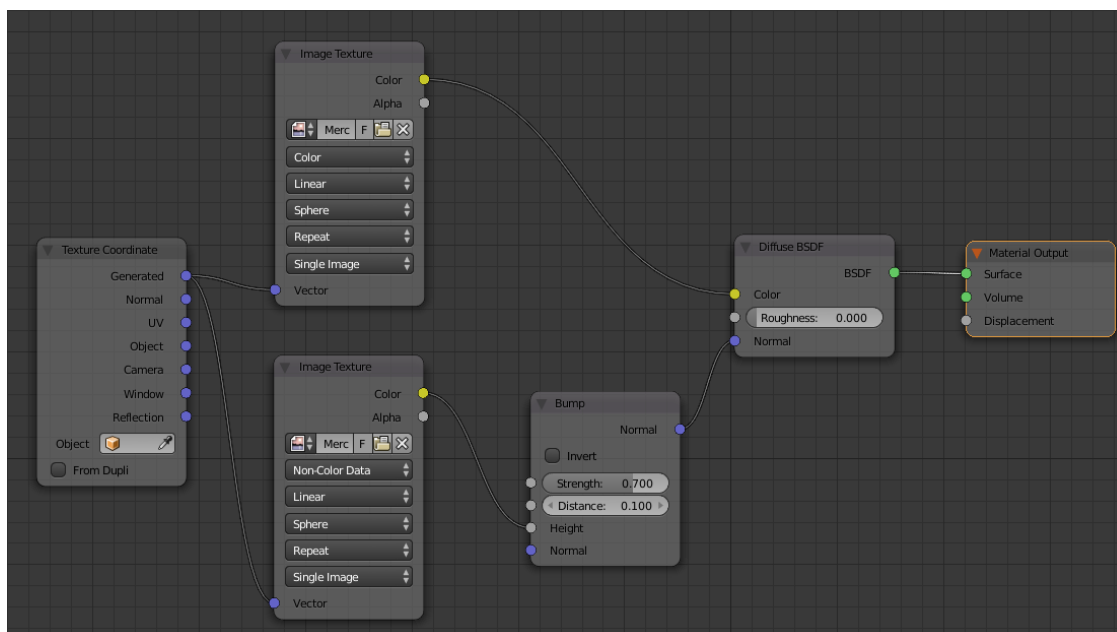 Image Texture
Color
Alpha
Merc F
Color
Linear
Sphere
Repeat
Single Image
Vector
Texture Coordinate
Generated
Normal
UV
Object
Camera
Window
Reflection
Object
From Dupli
Image Texture
Color
Alpha
Merc F
Non-Color Data
Linear
Sphere
Repeat
Single Image
Vector
Bump
Normal
Invert
Strength: 0.700
Distance: 0.100
Height
Normal
Diffuse BSDF
BSDF
Color
Roughness: 0.000
Normal
Material Output
Surface
Volume
Displacement